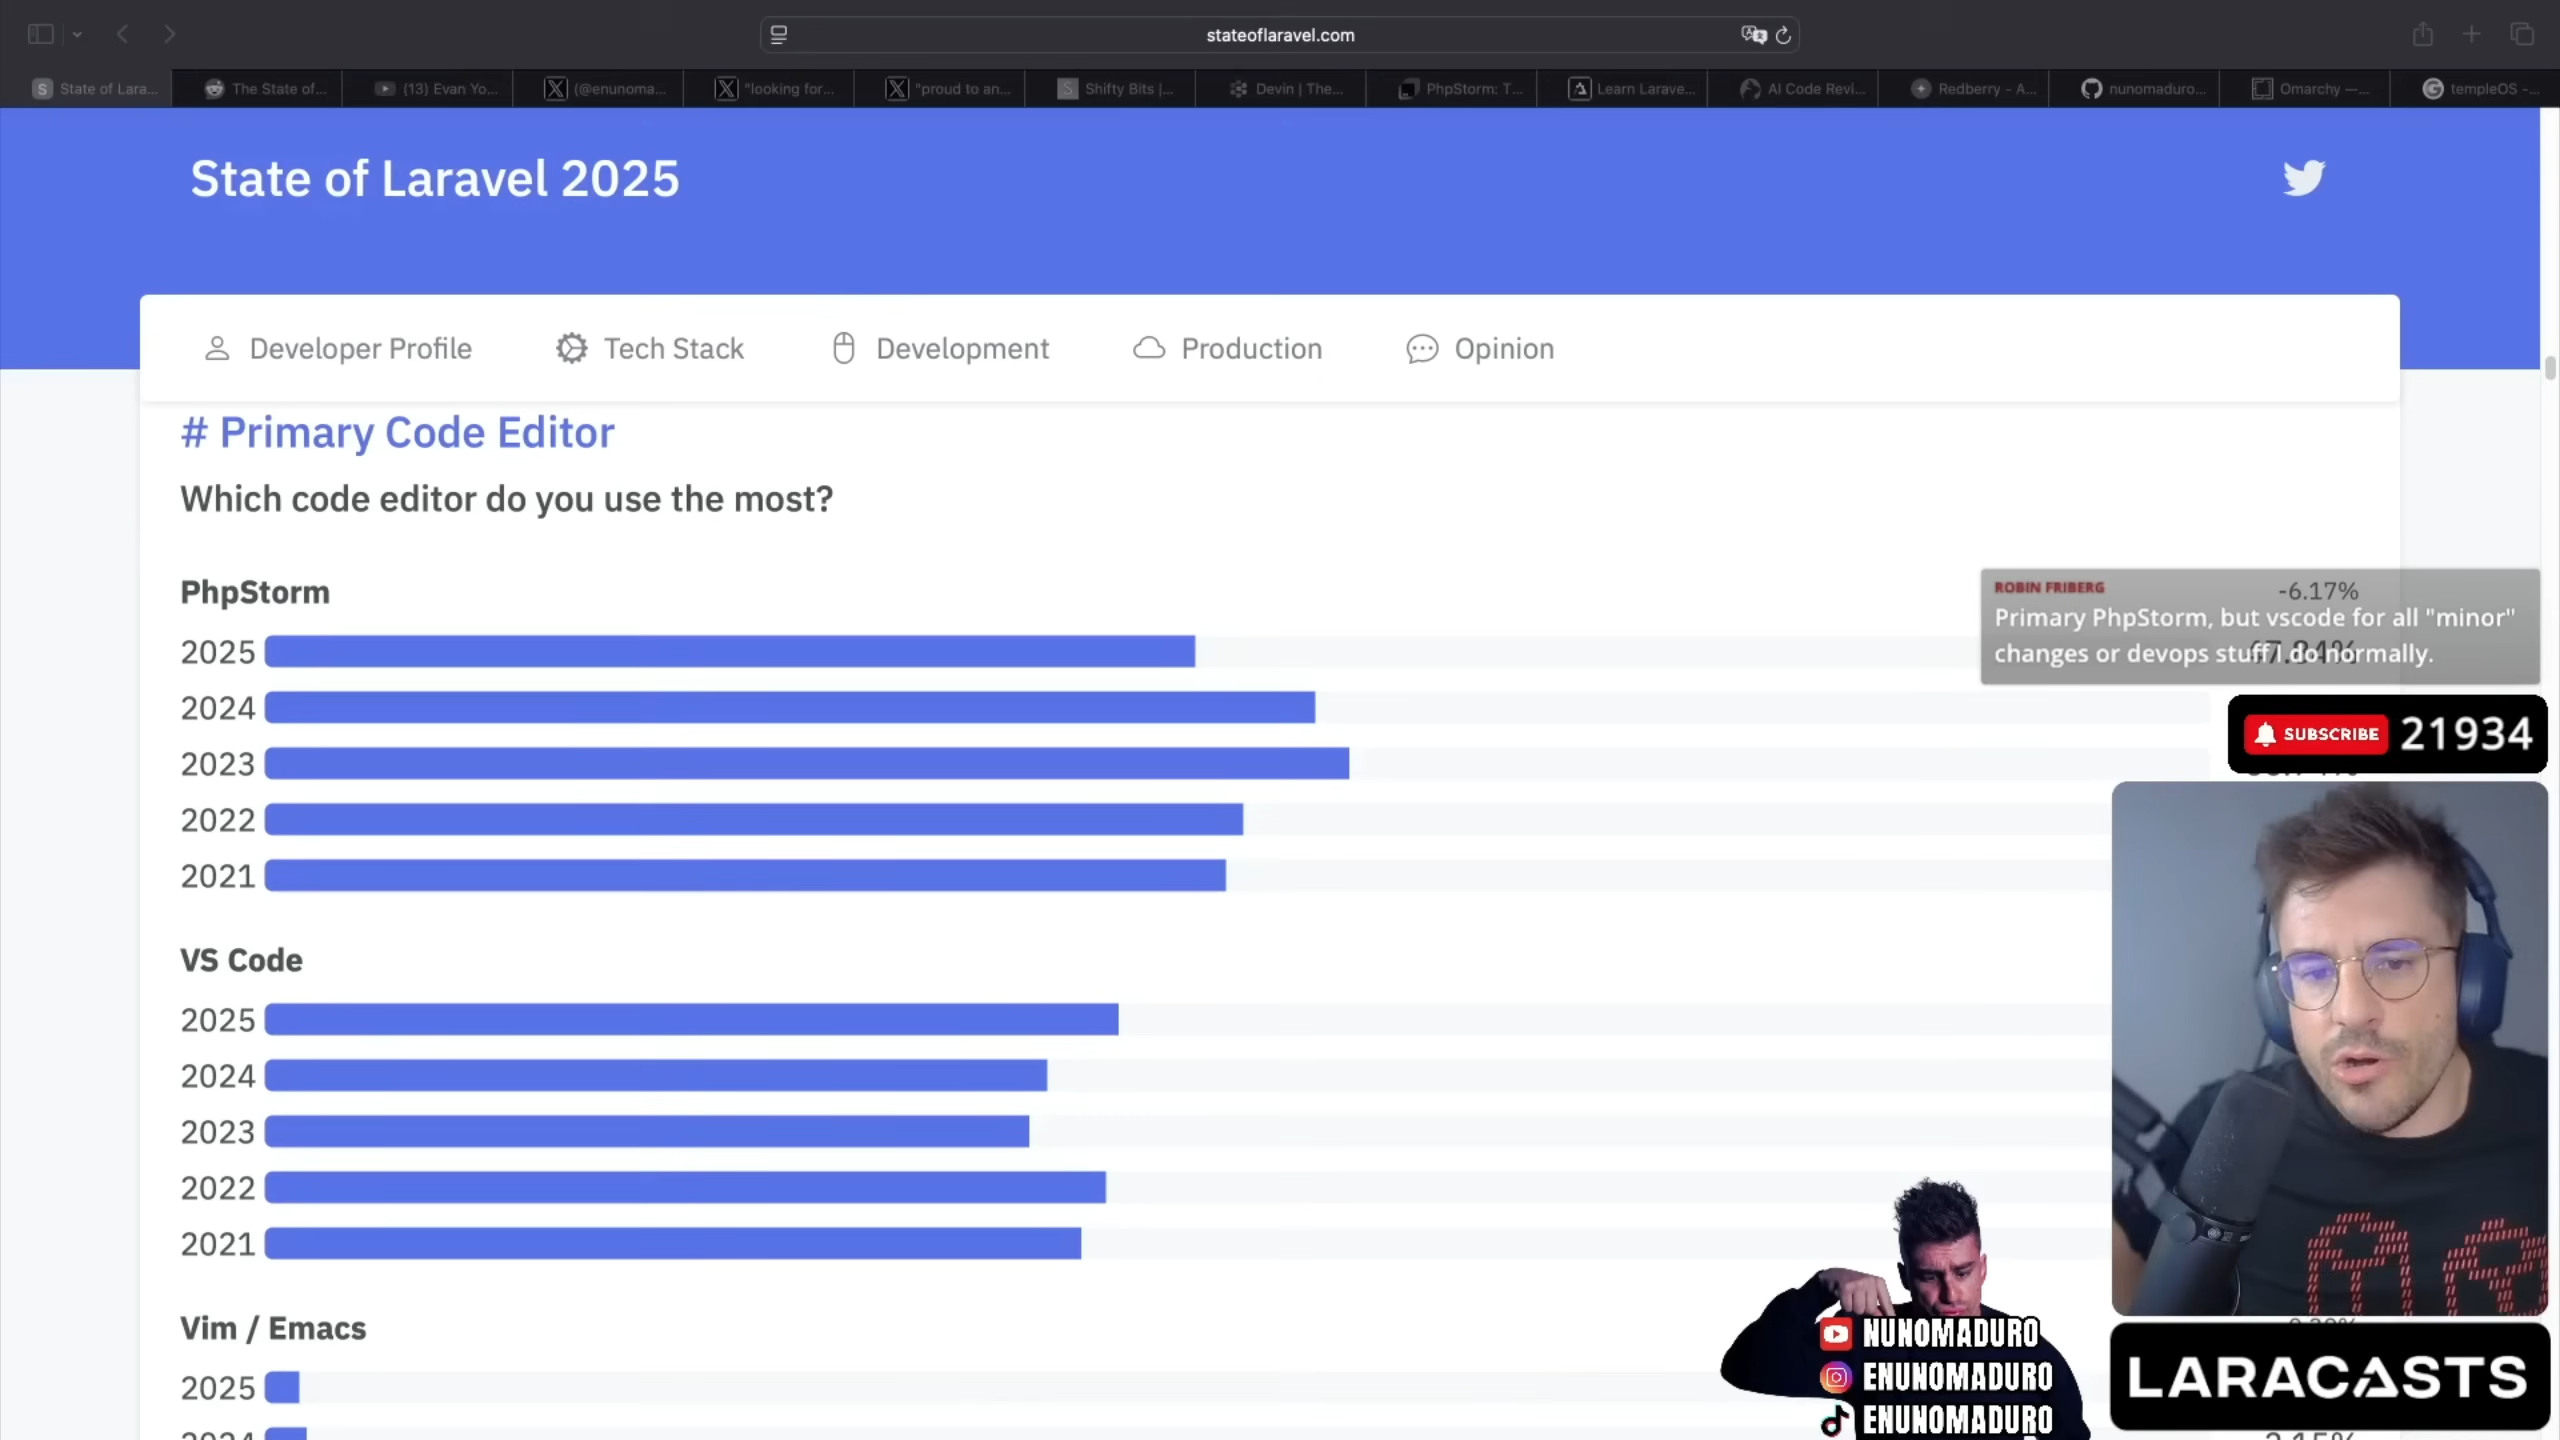 stateoflaravel.com
State of Lara...
The State of...
(13) Evan Yo...
(@enunoma...
"looking for...
"proud to an...
Shifty Bits |...
Devin | The...
PhpStorm: T...
Learn Larave...
AI Code Revi...
Redberry - A...
nunomaduro...
Omarchy —...
templeOS -...
State of Laravel 2025
Developer Profile
Tech Stack
Development
Production
Opinion
# Primary Code Editor
Which code editor do you use the most?
PhpStorm
-6.17%
2025
2024
2023
2022
2021
ROBIN FRIBERG
Primary PhpStorm, but vscode for all "minor"
changes or devops stuff I do normally.
SUBSCRIBE 21934
VS Code
2025
2024
2023
2022
2021
Vim / Emacs
2025
2024
NUNOMADURO
ENUNOMADURO
ENUNOMADURO
LARACASTS